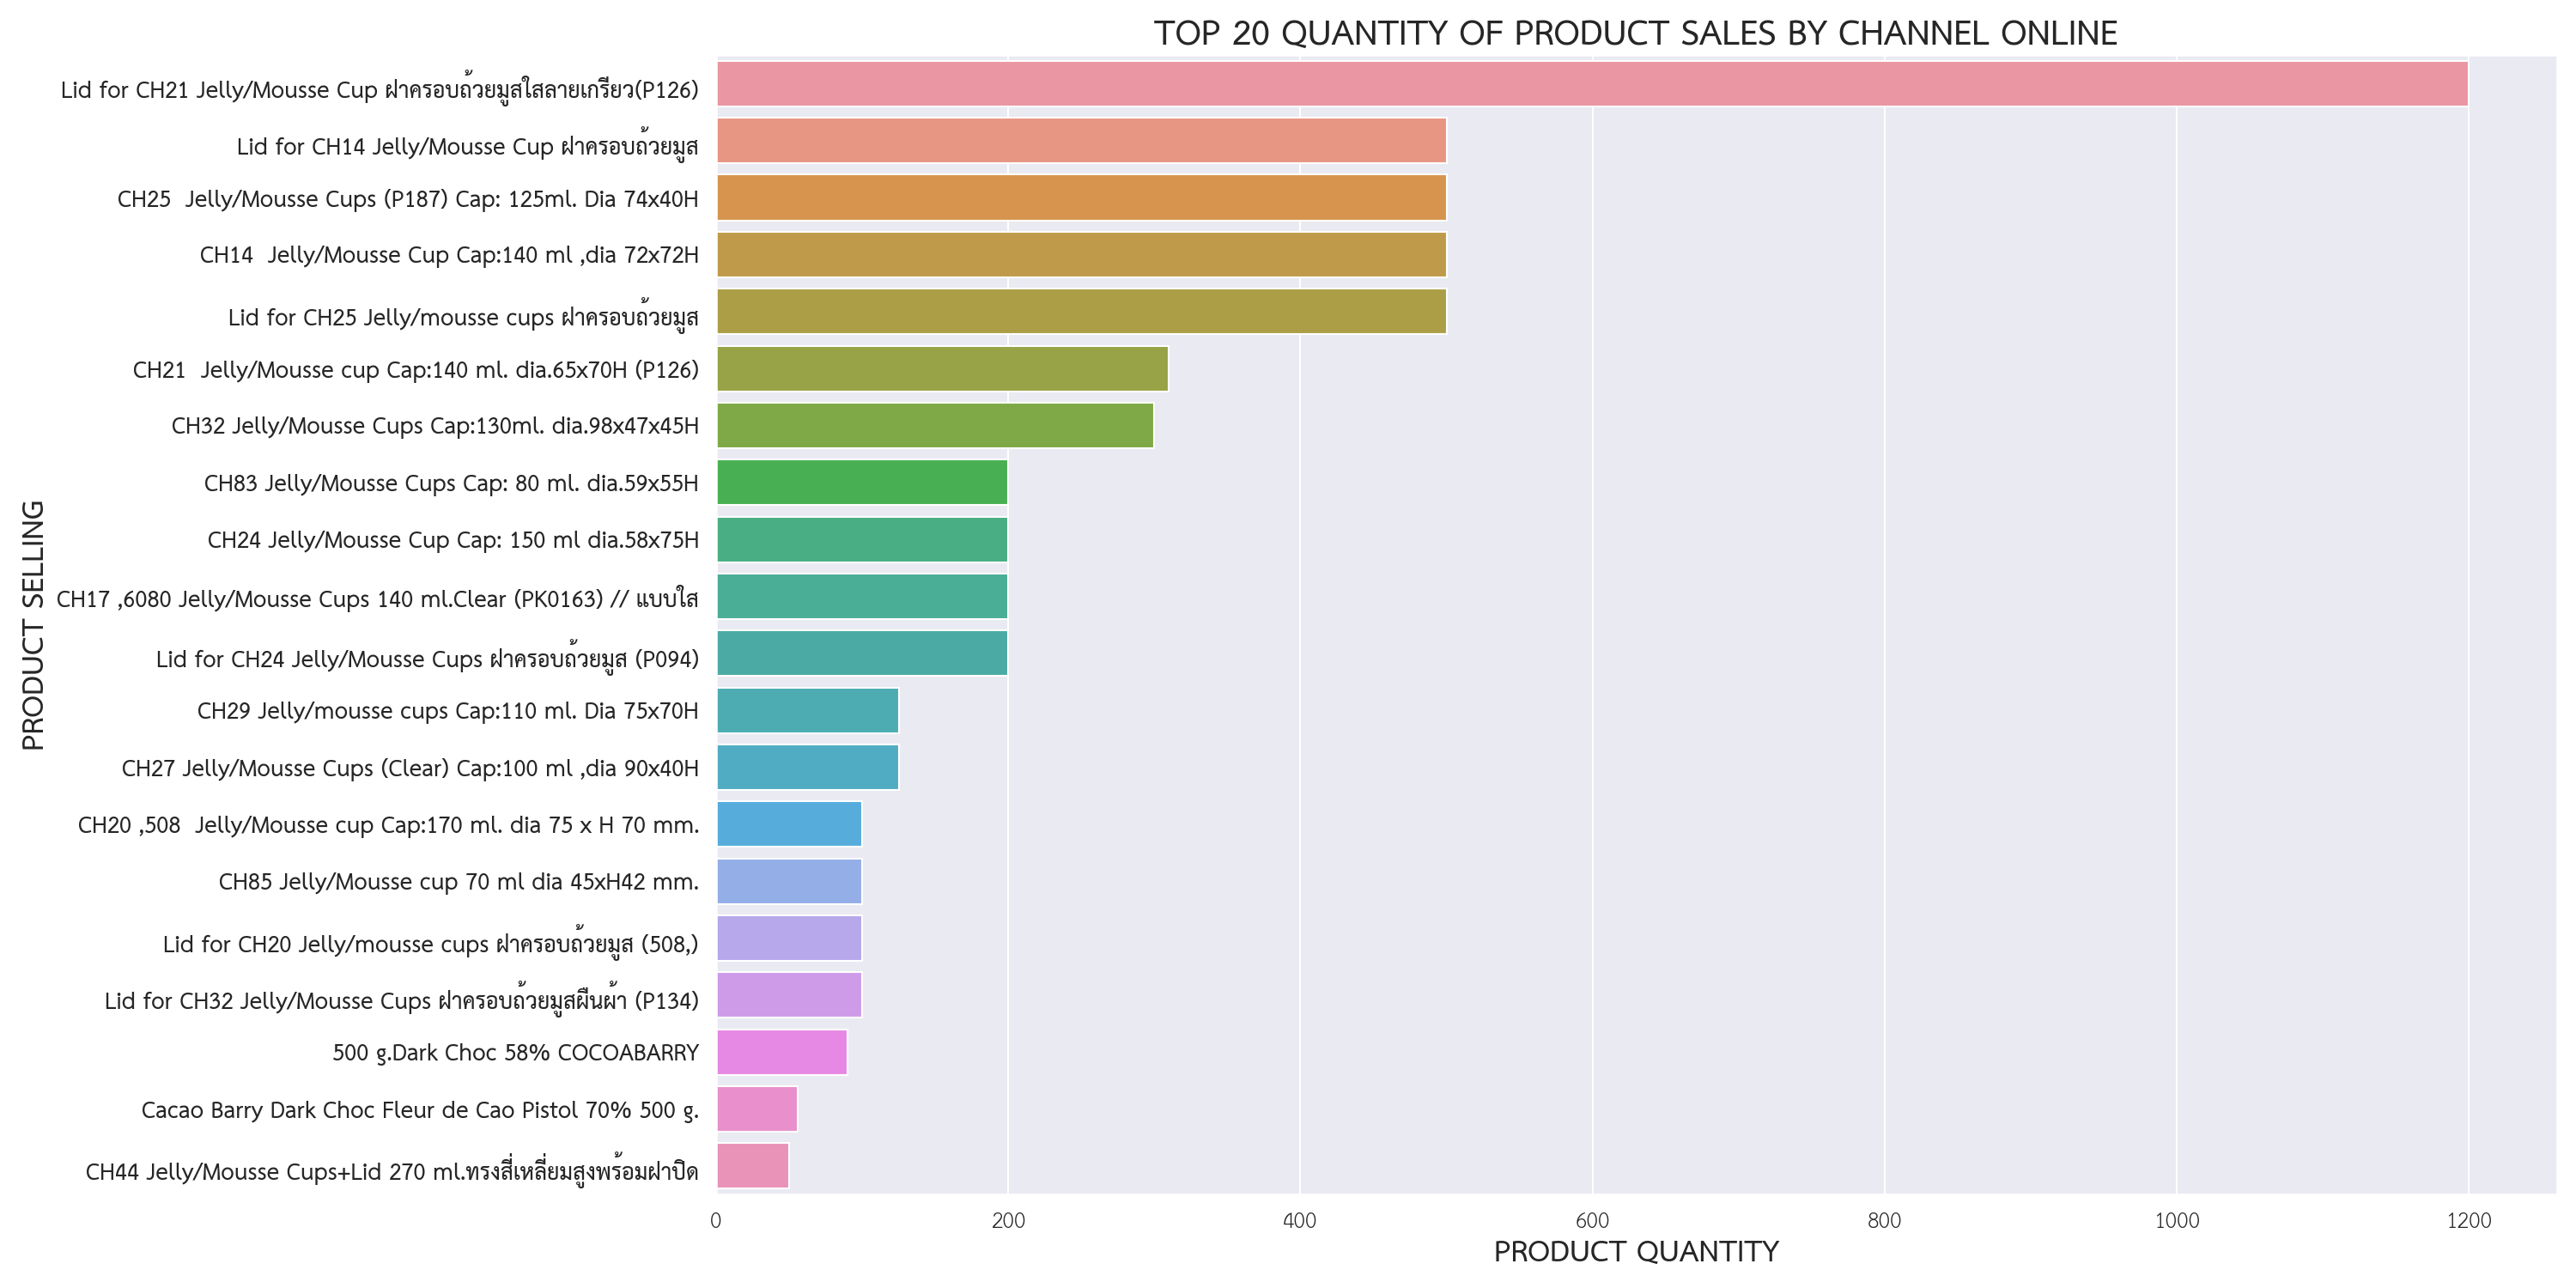 TOP 20 QUANTITY OF PRODUCT SALES BY CHANNEL ONLINE
Lid for CH21 Jelly/Mousse Cup ฝาครอบถ้วยมูสใสลายเกรียว(P126)
Lid for CH14 Jelly/Mousse Cup ฝาครอบถ้วยมูส
CH25  Jelly/Mousse Cups (P187) Cap: 125ml. Dia 74x40H
CH14  Jelly/Mousse Cup Cap:140 ml ,dia 72x72H
Lid for CH25 Jelly/mousse cups ฝาครอบถ้วยมูส
CH21  Jelly/Mousse cup Cap:140 ml. dia.65x70H (P126)
CH32 Jelly/Mousse Cups Cap:130ml. dia.98x47x45H
CH83 Jelly/Mousse Cups Cap: 80 ml. dia.59x55H
CH24 Jelly/Mousse Cup Cap: 150 ml dia.58x75H
CH17 ,6080 Jelly/Mousse Cups 140 ml.Clear (PK0163) // แบบใส
Lid for CH24 Jelly/Mousse Cups ฝาครอบถ้วยมูส (P094)
CH29 Jelly/mousse cups Cap:110 ml. Dia 75x70H
CH27 Jelly/Mousse Cups (Clear) Cap:100 ml ,dia 90x40H
CH20 ,508  Jelly/Mousse cup Cap:170 ml. dia 75 x H 70 mm.
CH85 Jelly/Mousse cup 70 ml dia 45xH42 mm.
Lid for CH20 Jelly/mousse cups ฝาครอบถ้วยมูส (508,)
Lid for CH32 Jelly/Mousse Cups ฝาครอบถ้วยมูสผืนผ้า (P134)
500 g.Dark Choc 58% COCOABARRY
Cacao Barry Dark Choc Fleur de Cao Pistol 70% 500 g.
CH44 Jelly/Mousse Cups+Lid 270 ml.ทรงสี่เหลี่ยมสูงพร้อมฝาปิด
PRODUCT SELLING
0 200 400 600 800 1000 1200
PRODUCT QUANTITY